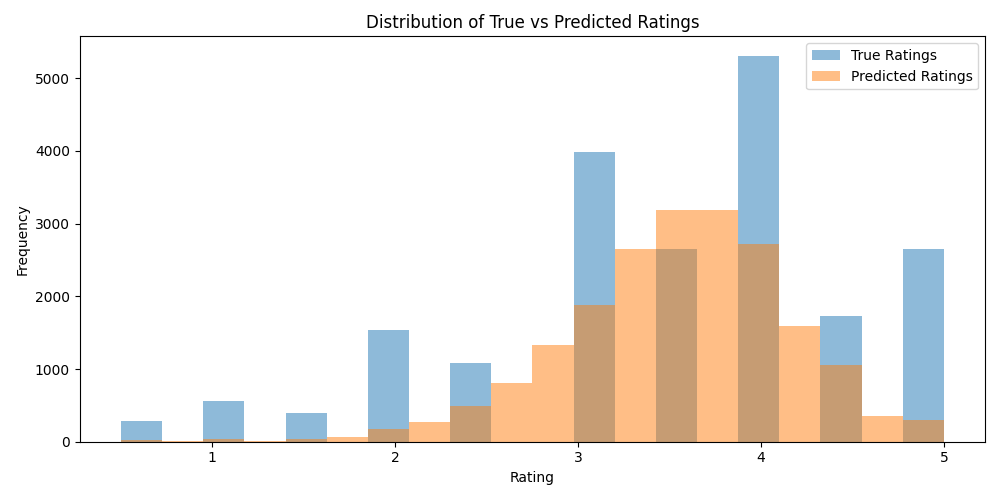 Distribution of True vs Predicted Ratings
True Ratings
Predicted Ratings
5000
4000
3000
2000
1000
0
Frequency
1 2 3 4 5
Rating